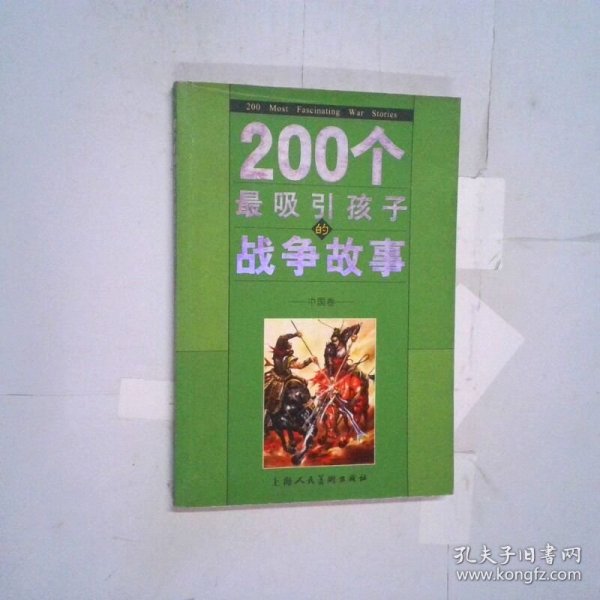 200 Most Fascinating War Stories
200个
最吸引孩子
的
战争故事
中国卷
上海人民美术出版社
孔夫子旧书网
www.kongfz.com